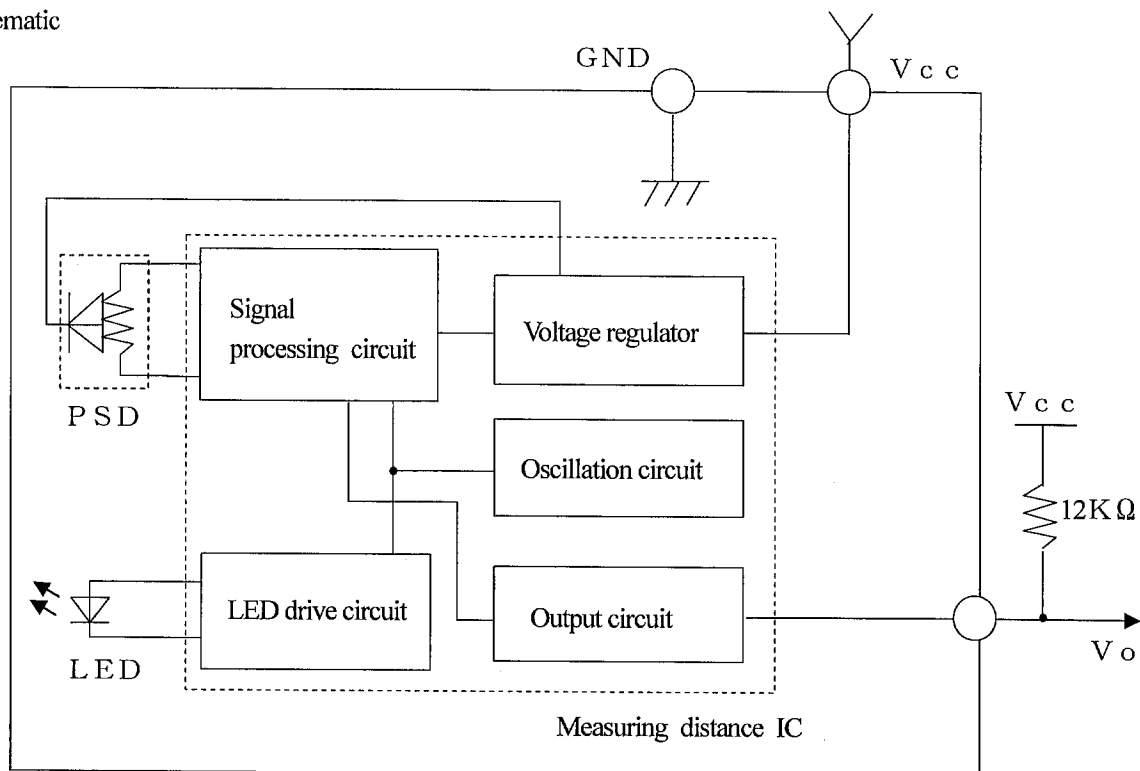 ematic
GND
Vcc
Signal
processing circuit
Voltage regulator
PSD
Vcc
Oscillation circuit
12KΩ
LED drive circuit
Output circuit
LED
Vo
Measuring distance IC